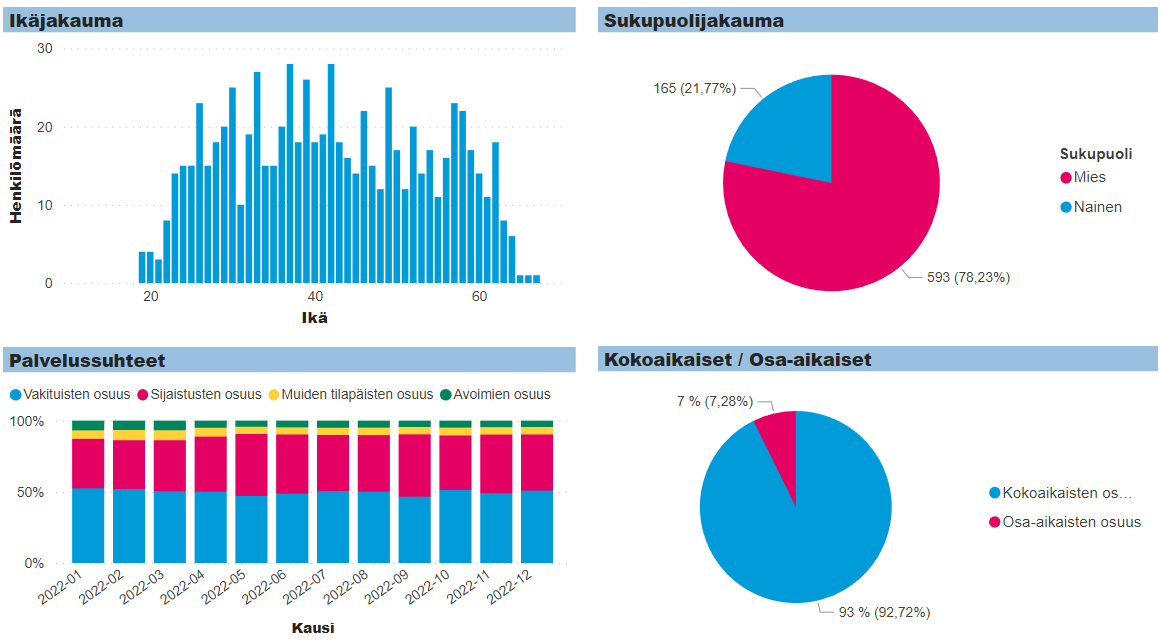 Ikäjakauma
30
20
10
0
Henkilömäärä
20 40 60
Ikä
Sukupuolijakauma
165 (21,77%)
593 (78,23%)
Sukupuoli
Mies
Nainen
Palvelussuhteet
Vakituisten osuus Sijaistusten osuus Muiden tilapäisten osuus Avoimien osuus
100%
50%
0%
2022-01 2022-02 2022-03 2022-04 2022-05 2022-06 2022-07 2022-08 2022-09 2022-10 2022-11 2022-12
Kausi
Kokoaikaiset / Osa-aikaiset
7 % (7,28%)
93 % (92,72%)
Kokoaikaisten os…
Osa-aikaisten osuus